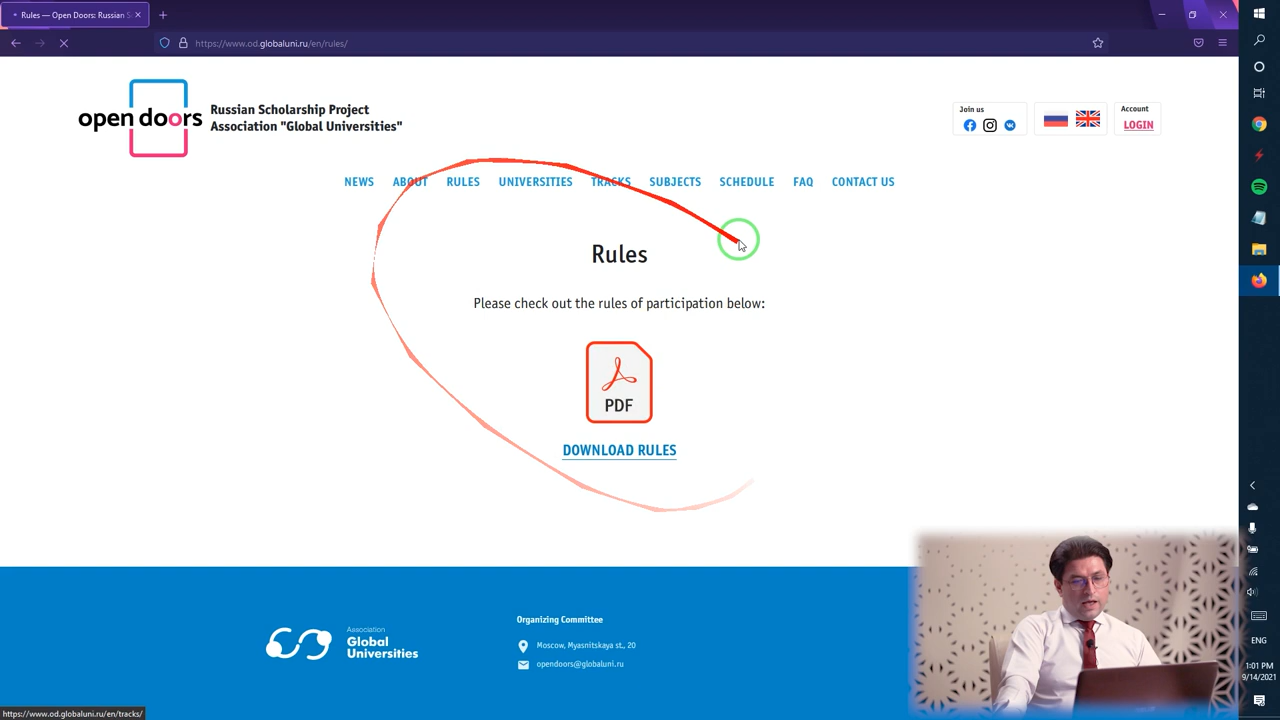 Rules — Open Doors: Russian S
https://www.od.globaluni.ru/en/rules/
open doors
Russian Scholarship Project
Association "Global Universities"
Join us
Account
LOGIN
NEWS ABOUT RULES UNIVERSITIES TRACKS SUBJECTS SCHEDULE FAQ CONTACT US
Rules
Please check out the rules of participation below:
PDF
DOWNLOAD RULES
Association
Global
Universities
Organizing Committee
Moscow, Myasnitskaya st., 20
opendoors@globaluni.ru
https://www.od.globaluni.ru/en/tracks/
ENG
1:01 PM
9/14/2021